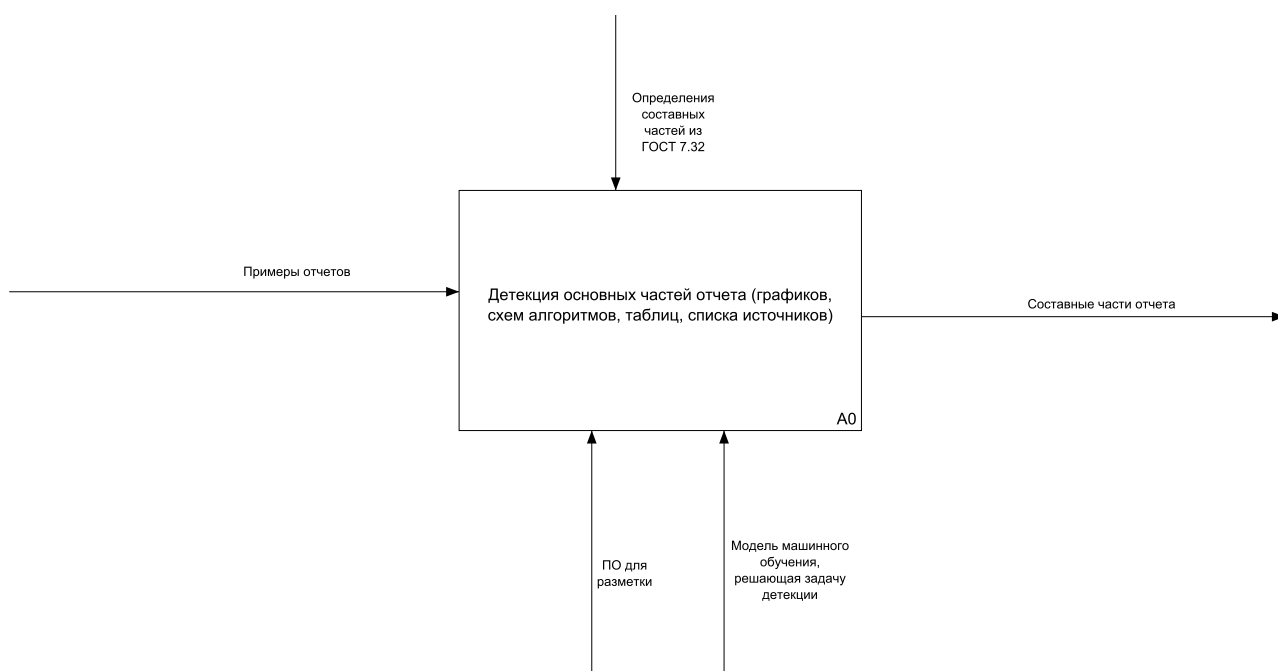 Определения
составных
частей из
ГОСТ 7.32
Примеры отчетов
Детекция основных частей отчета (графиков,
схем алгоритмов, таблиц, списка источников)
Составные части отчета
A0
ПО для
разметки
Модель машинного
обучения,
решающая задачу
детекции